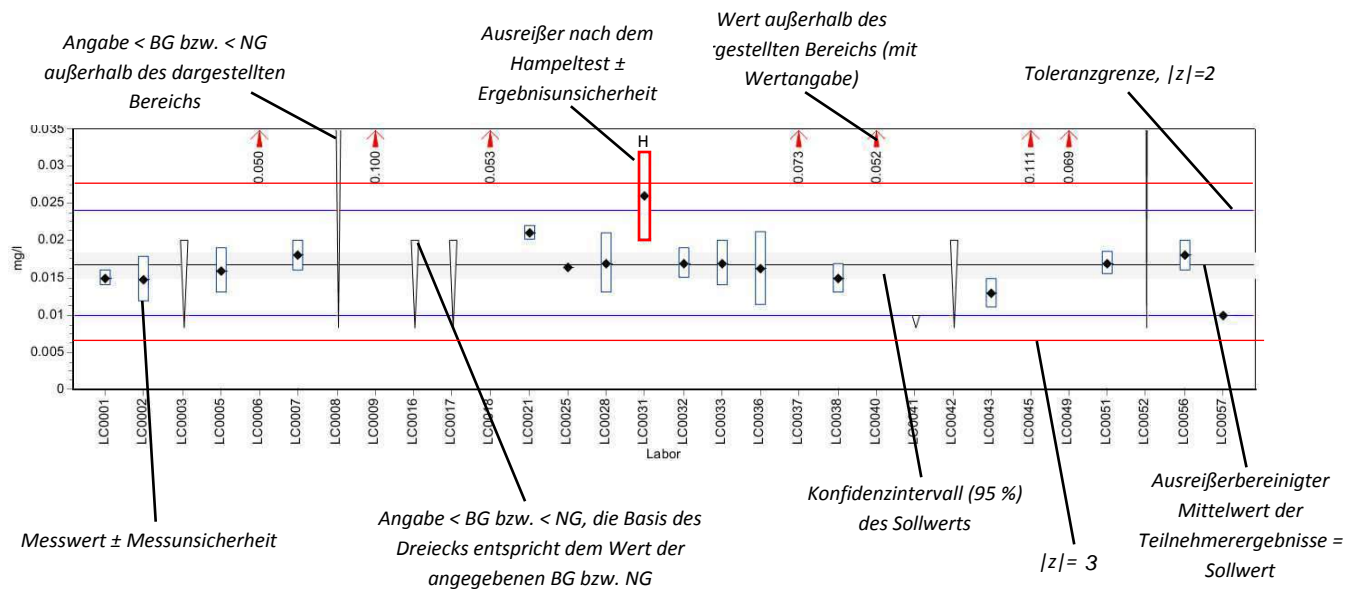 Angabe < BG bzw. < NG
außerhalb des dargestellten
Bereichs
Ausreißer nach dem
Hampeltest ±
Ergebnisunsicherheit
Wert außerhalb des
gestellten Bereichs (mit
Wertangabe)
Toleranzgrenze, |z|=2
H
0.035
0.03
0.025
0.02
0.015
0.01
0.005
0
mg/l
0.050
0.100
0.053
0.073
0.052
0.111
0.069
LC0001
LC0002
LC0003
LC0005
LC0006
LC0007
LC0008
LC0009
LC0016
LC0017
LC0018
LC0021
LC0025
LC0028
LC0031
LC0032
LC0033
LC0036
LC0037
LC0038
LC0040
LC0041
LC0042
LC0043
LC0045
LC0049
LC0051
LC0052
LC0056
LC0057
Labor
Messwert ± Messunsicherheit
Angabe < BG bzw. < NG, die Basis des
Dreiecks entspricht dem Wert der
angegebenen BG bzw. NG
Konfidenzintervall (95 %)
des Sollwerts
|z|= 3
Ausreißerbereinigter
Mittelwert der
Teilnehmerergebnisse =
Sollwert